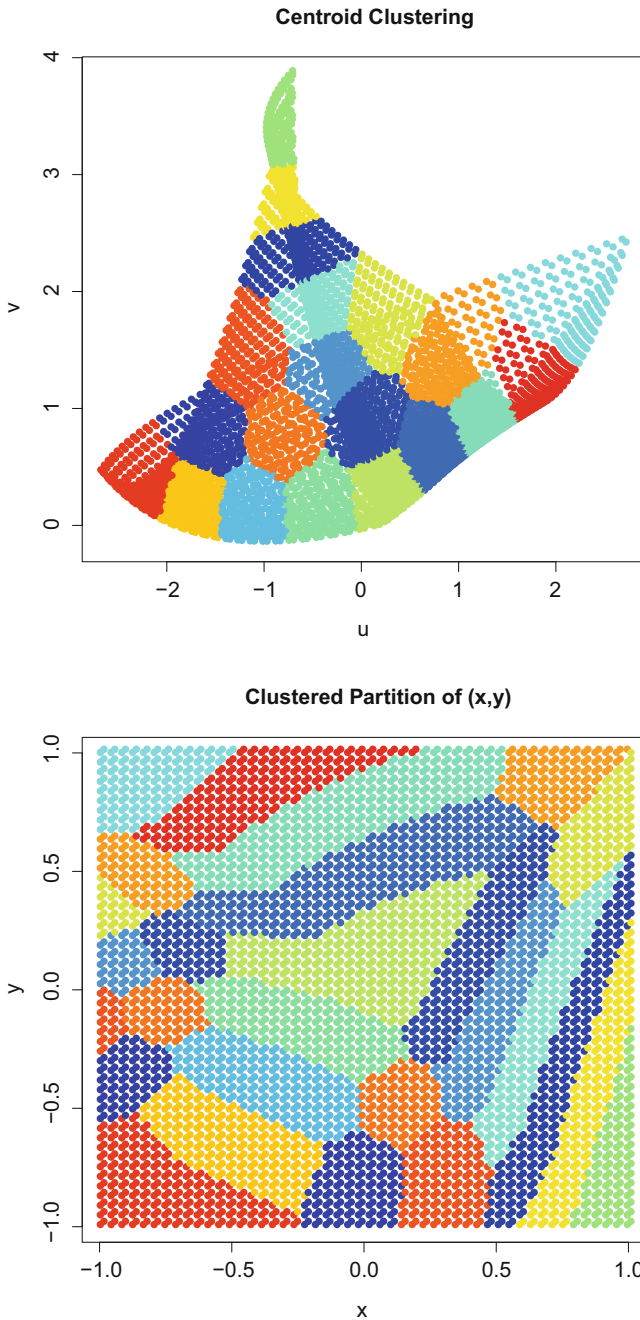 Centroid Clustering
4
3
2
1
0
v
−2 −1 0 1 2
u
Clustered Partition of (x,y)
1.0
0.5
0.0
−0.5
−1.0
y
−1.0 −0.5 0.0 0.5 1.0
x